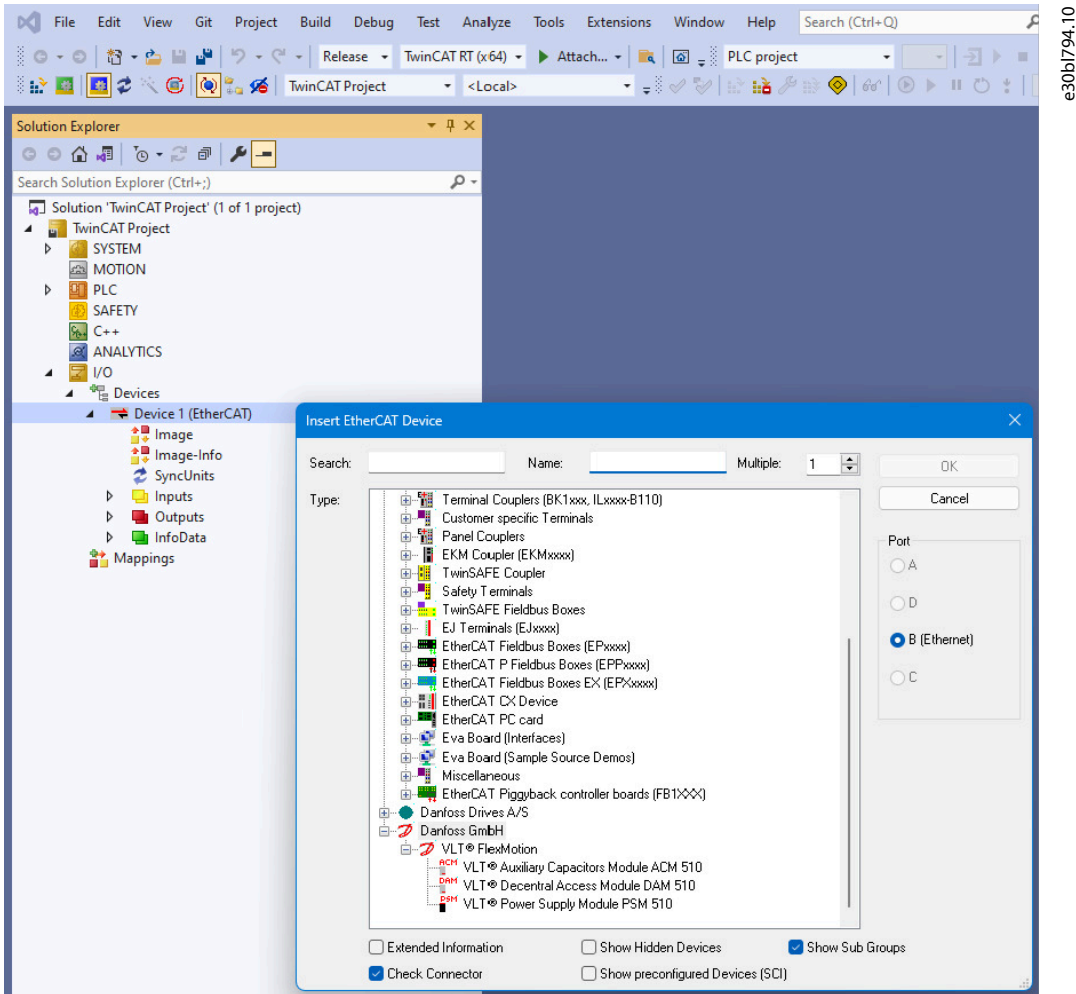 File Edit View Git Project Build Debug Test Analyze Tools Extensions Window Help Search (Ctrl+Q)
Release TwinCAT RT (x64) Attach... PLC project
TwinCAT Project <Local>
e30bl794.10
Solution Explorer
Search Solution Explorer (Ctrl+;)
Solution 'TwinCAT Project' (1 of 1 project)
TwinCAT Project
SYSTEM
MOTION
PLC
SAFETY
C++
ANALYTICS
I/O
Devices
Device 1 (EtherCAT)
Image
Image-Info
SyncUnits
Inputs
Outputs
InfoData
Mappings
Insert EtherCAT Device
Search: Name: Multiple: 1 OK
Type:
Cancel
Terminal Couplers (BK1xxx, ILxxxx-B110)
Customer specific Terminals
Panel Couplers
EKM Coupler (EKMxxxx)
TwinSAFE Coupler
Safety Terminals
TwinSAFE Fieldbus Boxes
EJ Terminals (EJxxxx)
EtherCAT Fieldbus Boxes (EPxxxx)
EtherCAT P Fieldbus Boxes (EPPxxxx)
EtherCAT Fieldbus Boxes EX (EPXxxxx)
EtherCAT CX Device
EtherCAT PC card
Eva Board (Interfaces)
Eva Board (Sample Source Demos)
Miscellaneous
EtherCAT Piggyback controller boards (FB1XXX)
Danfoss Drives A/S
Danfoss GmbH
VLT® FlexMotion
ACM VLT® Auxiliary Capacitors Module ACM 510
DAM VLT® Decentral Access Module DAM 510
PSM VLT® Power Supply Module PSM 510
Port
A
D
B (Ethernet)
C
Extended Information Show Hidden Devices Show Sub Groups
Check Connector Show preconfigured Devices (SCI)